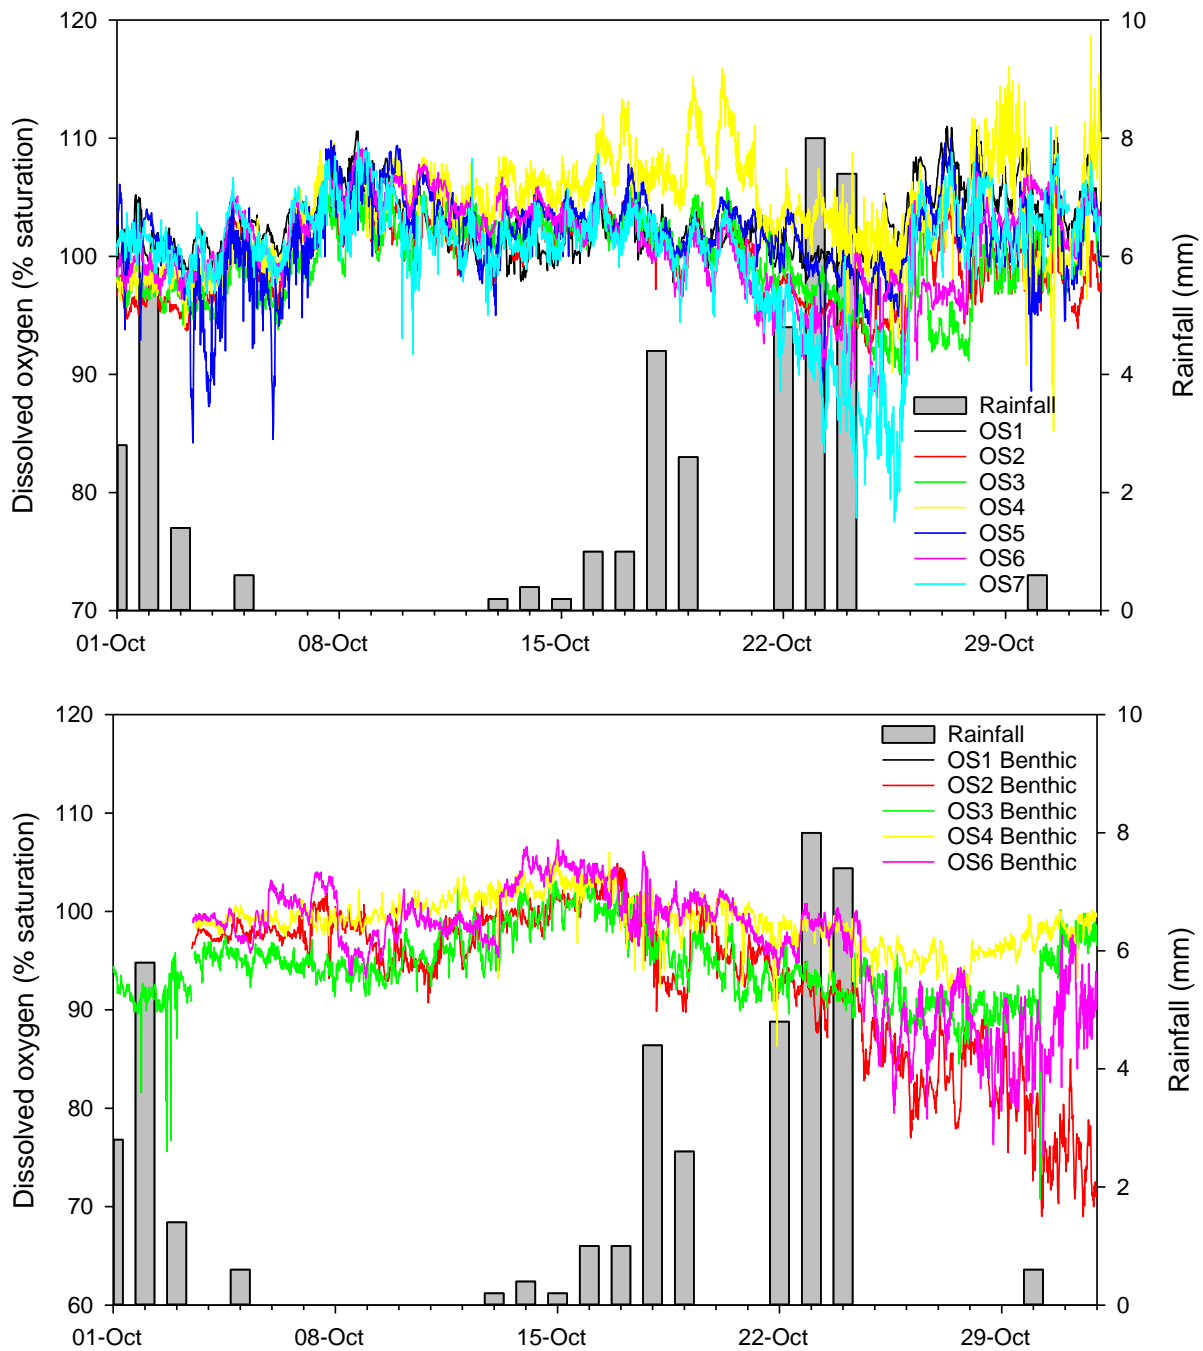 120
110
100
90
80
70
Dissolved oxygen (% saturation)
10
8
6
4
2
0
Rainfall (mm)
Rainfall
OS1
OS2
OS3
OS4
OS5
OS6
OS7
01-Oct 08-Oct 15-Oct 22-Oct 29-Oct
120
110
100
90
80
70
60
Dissolved oxygen (% saturation)
10
8
6
4
2
0
Rainfall (mm)
Rainfall
OS1 Benthic
OS2 Benthic
OS3 Benthic
OS4 Benthic
OS6 Benthic
01-Oct 08-Oct 15-Oct 22-Oct 29-Oct